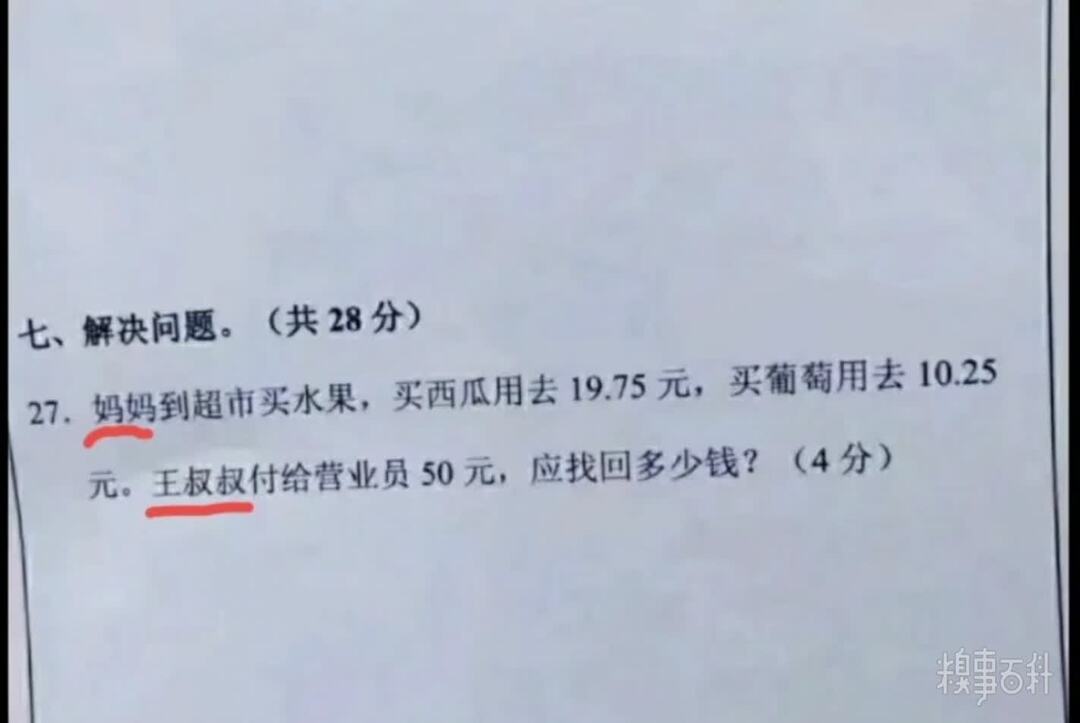 七、解决问题。（共 28 分）
27. 妈妈到超市买水果，买西瓜用去 19.75 元，买葡萄用去 10.25
元。王叔叔付给营业员 50 元，应找回多少钱？（4 分）
糗事百科